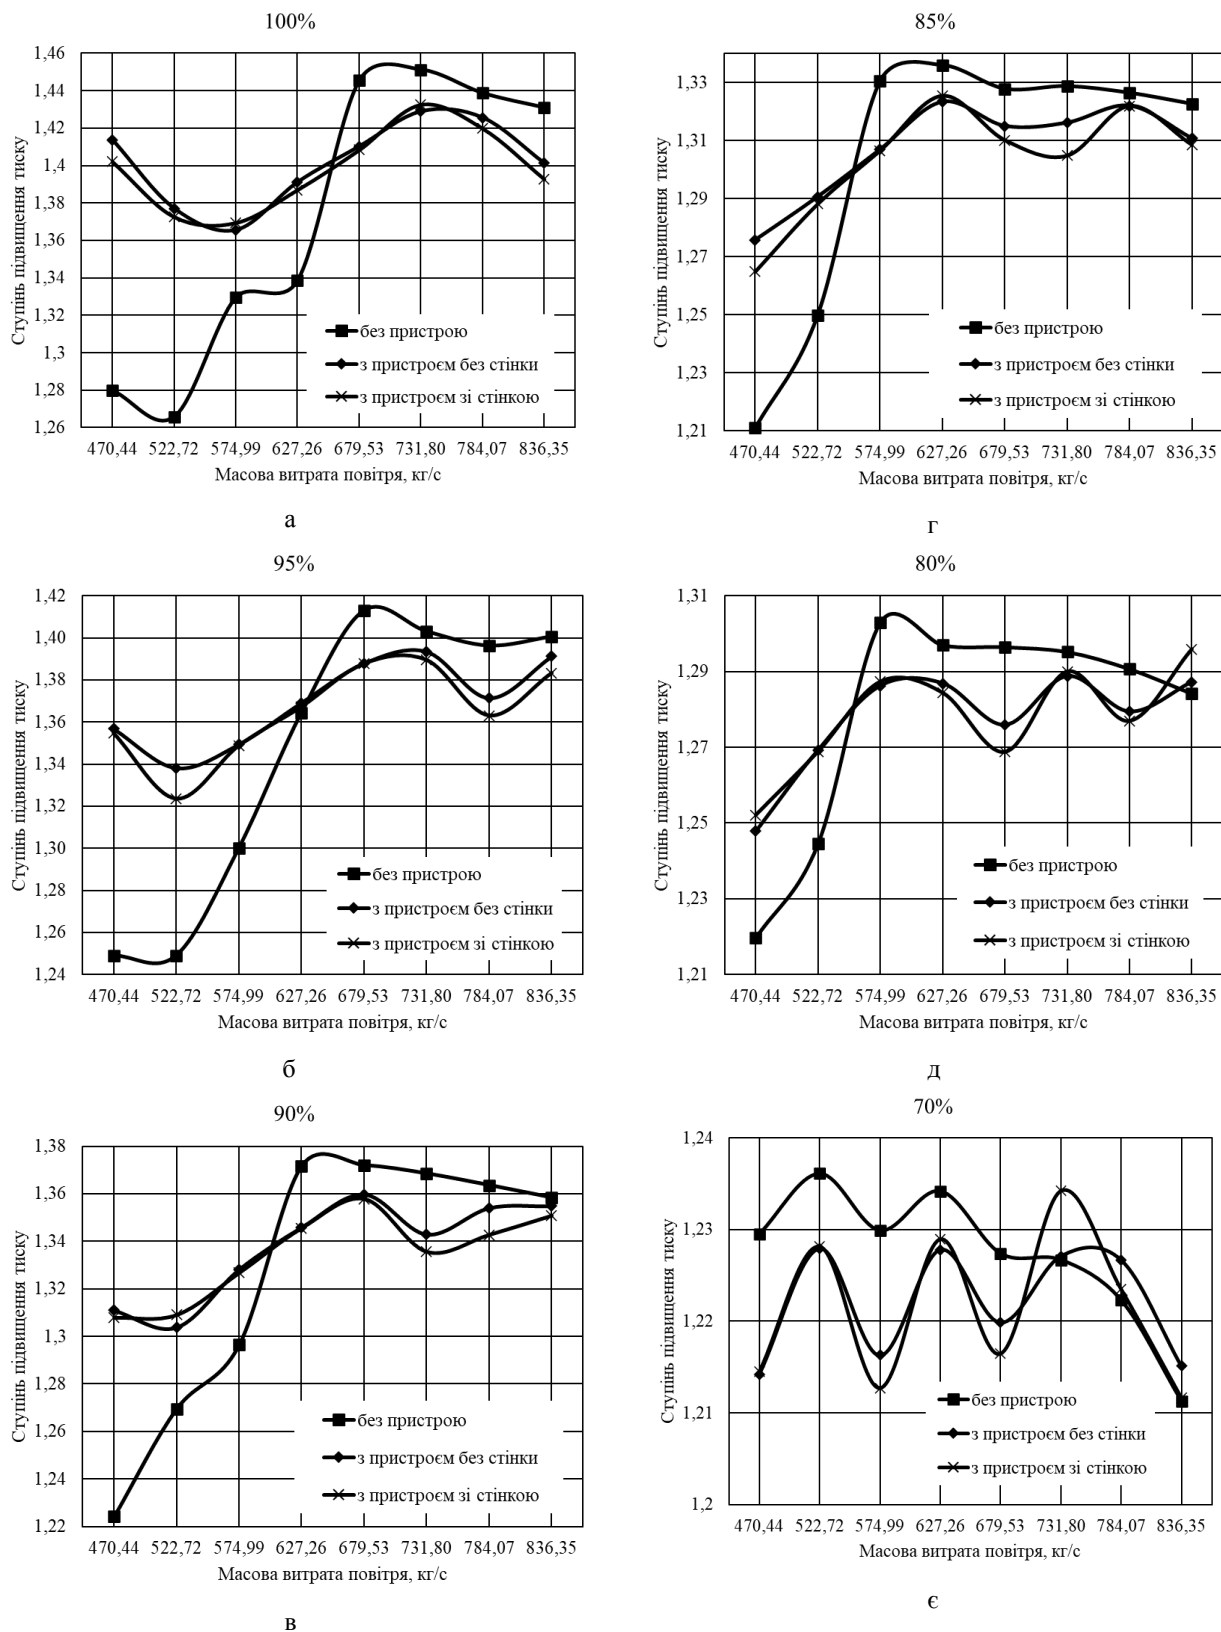 100%
Ступінь підвищення тиску
1,46
1,44
1,42
1,4
1,38
1,36
1,34
1,32
1,3
1,28
1,26
без пристрою
з пристроєм без стінки
з пристроєм зі стінкою
470,44 522,72 574,99 627,26 679,53 731,80 784,07 836,35
Масова витрата повітря, кг/с
а
85%
Ступінь підвищення тиску
1,33
1,31
1,29
1,27
1,25
1,23
1,21
без пристрою
з пристроєм без стінки
з пристроєм зі стінкою
470,44 522,72 574,99 627,26 679,53 731,80 784,07 836,35
Масова витрата повітря, кг/с
г
95%
Ступінь підвищення тиску
1,42
1,40
1,38
1,36
1,34
1,32
1,30
1,28
1,26
1,24
без пристрою
з пристроєм без стінки
з пристроєм зі стінкою
470,44 522,72 574,99 627,26 679,53 731,80 784,07 836,35
Масова витрата повітря, кг/с
б
80%
Ступінь підвищення тиску
1,31
1,29
1,27
1,25
1,23
1,21
без пристрою
з пристроєм без стінки
з пристроєм зі стінкою
470,44 522,72 574,99 627,26 679,53 731,80 784,07 836,35
Масова витрата повітря, кг/с
д
90%
Ступінь підвищення тиску
1,38
1,36
1,34
1,32
1,3
1,28
1,26
1,24
1,22
без пристрою
з пристроєм без стінки
з пристроєм зі стінкою
470,44 522,72 574,99 627,26 679,53 731,80 784,07 836,35
Масова витрата повітря, кг/с
в
70%
Ступінь підвищення тиску
1,24
1,23
1,22
1,21
1,2
без пристрою
з пристроєм без стінки
з пристроєм зі стінкою
470,44 522,72 574,99 627,26 679,53 731,80 784,07 836,35
Масова витрата повітря, кг/с
є